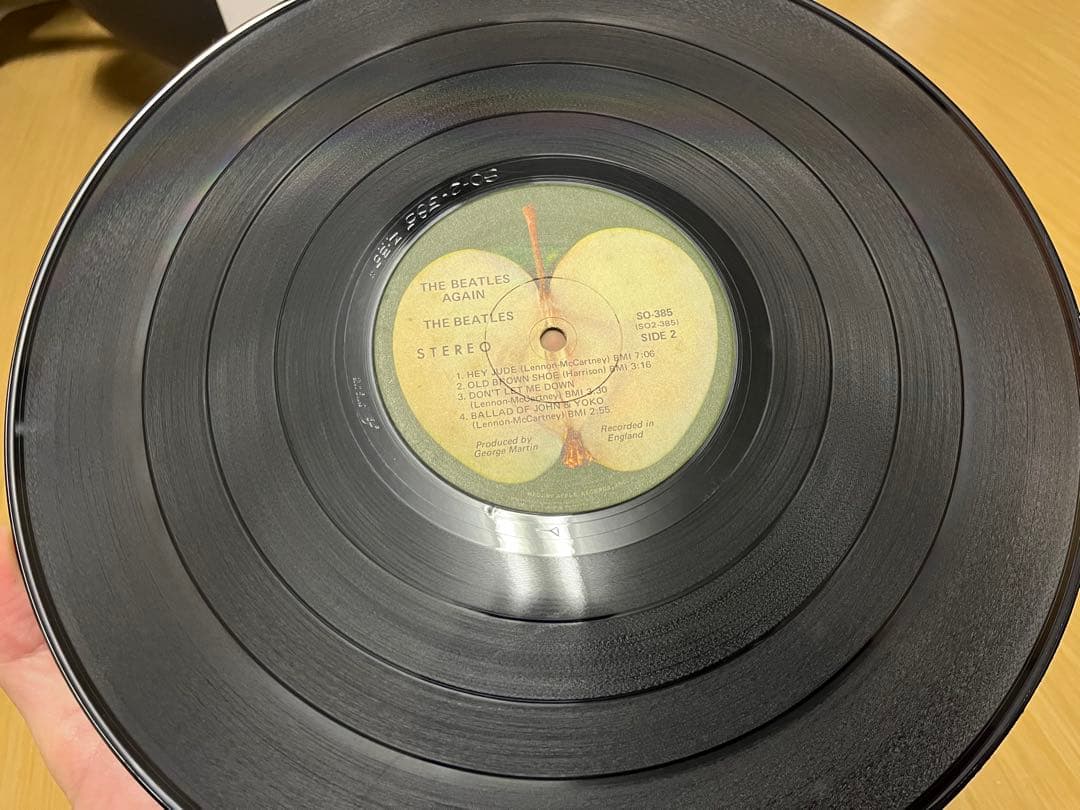 THE BEATLES
AGAIN
THE BEATLES
STEREO
SO-385
(SO2-385)
SIDE 2
1. HEY JUDE (Lennon-McCartney) BMI 7:06
2. OLD BROWN SHOE (Harrison) BMI 3:16
3. DON'T LET ME DOWN
(Lennon-McCartney) BMI 3:30
4. BALLAD OF JOHN & YOKO
(Lennon-McCartney) BMI 2:55
Produced by
George Martin
Recorded in
England